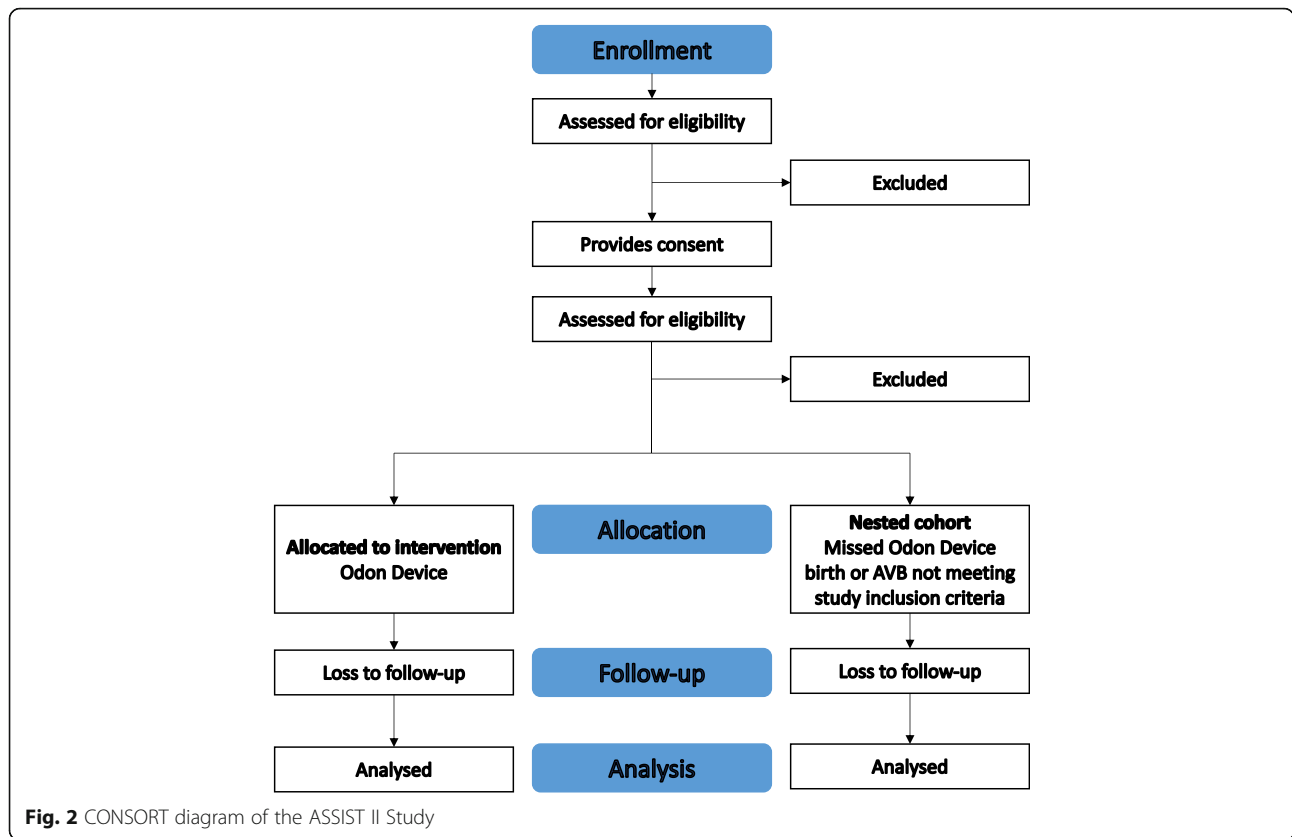 Enrollment
Assessed for eligibility
Excluded
Provides consent
Assessed for eligibility
Excluded
Allocated to intervention
Odon Device
Allocation
Nested cohort
Missed Odon Device
birth or AVB not meeting
study inclusion criteria
Loss to follow-up
Follow-up
Loss to follow-up
Analysed
Analysis
Analysed
Fig. 2 CONSORT diagram of the ASSIST II Study